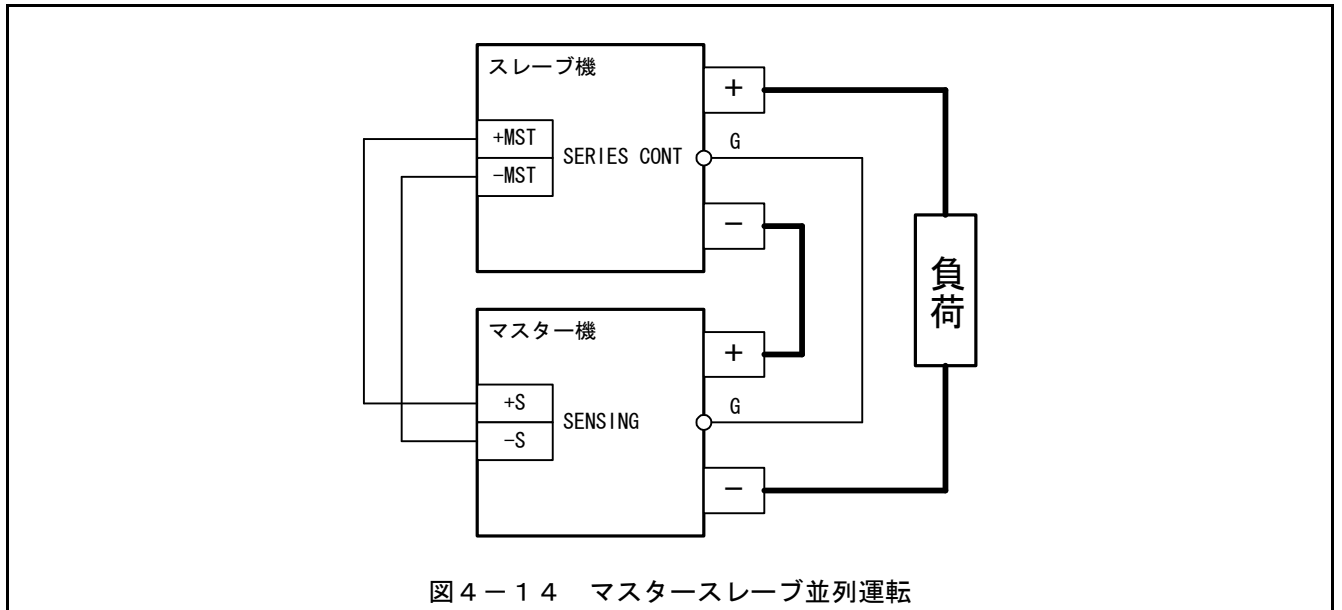 スレーブ機
+
+MST
SERIES CONT
G
-MST
-
負荷
マスター機
+
+S
SENSING
G
-S
-
図4-14 マスタースレーブ並列運転